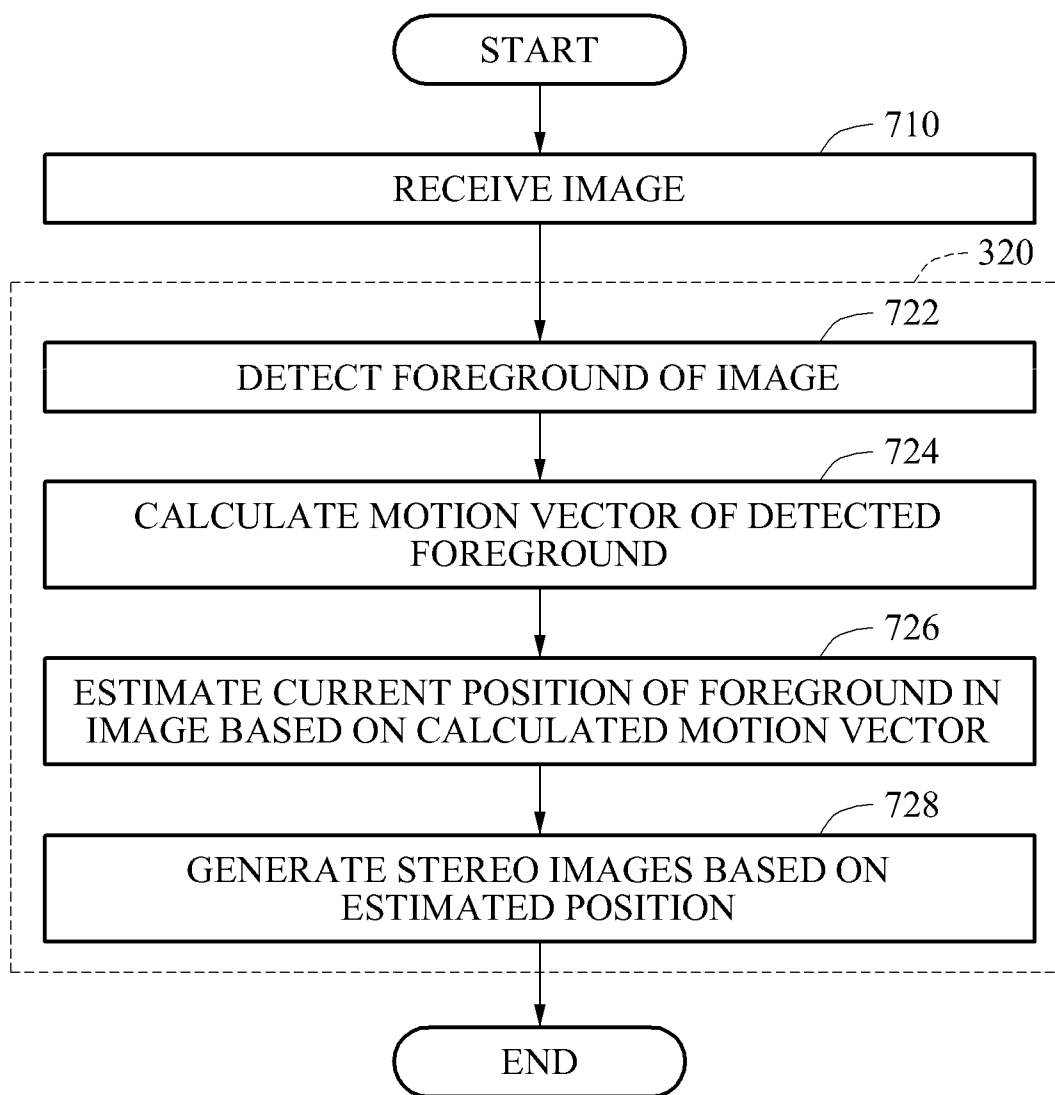 START
710
RECEIVE IMAGE
320
722
DETECT FOREGROUND OF IMAGE
724
CALCULATE MOTION VECTOR OF DETECTED
FOREGROUND
726
ESTIMATE CURRENT POSITION OF FOREGROUND IN
IMAGE BASED ON CALCULATED MOTION VECTOR
728
GENERATE STEREO IMAGES BASED ON
ESTIMATED POSITION
END